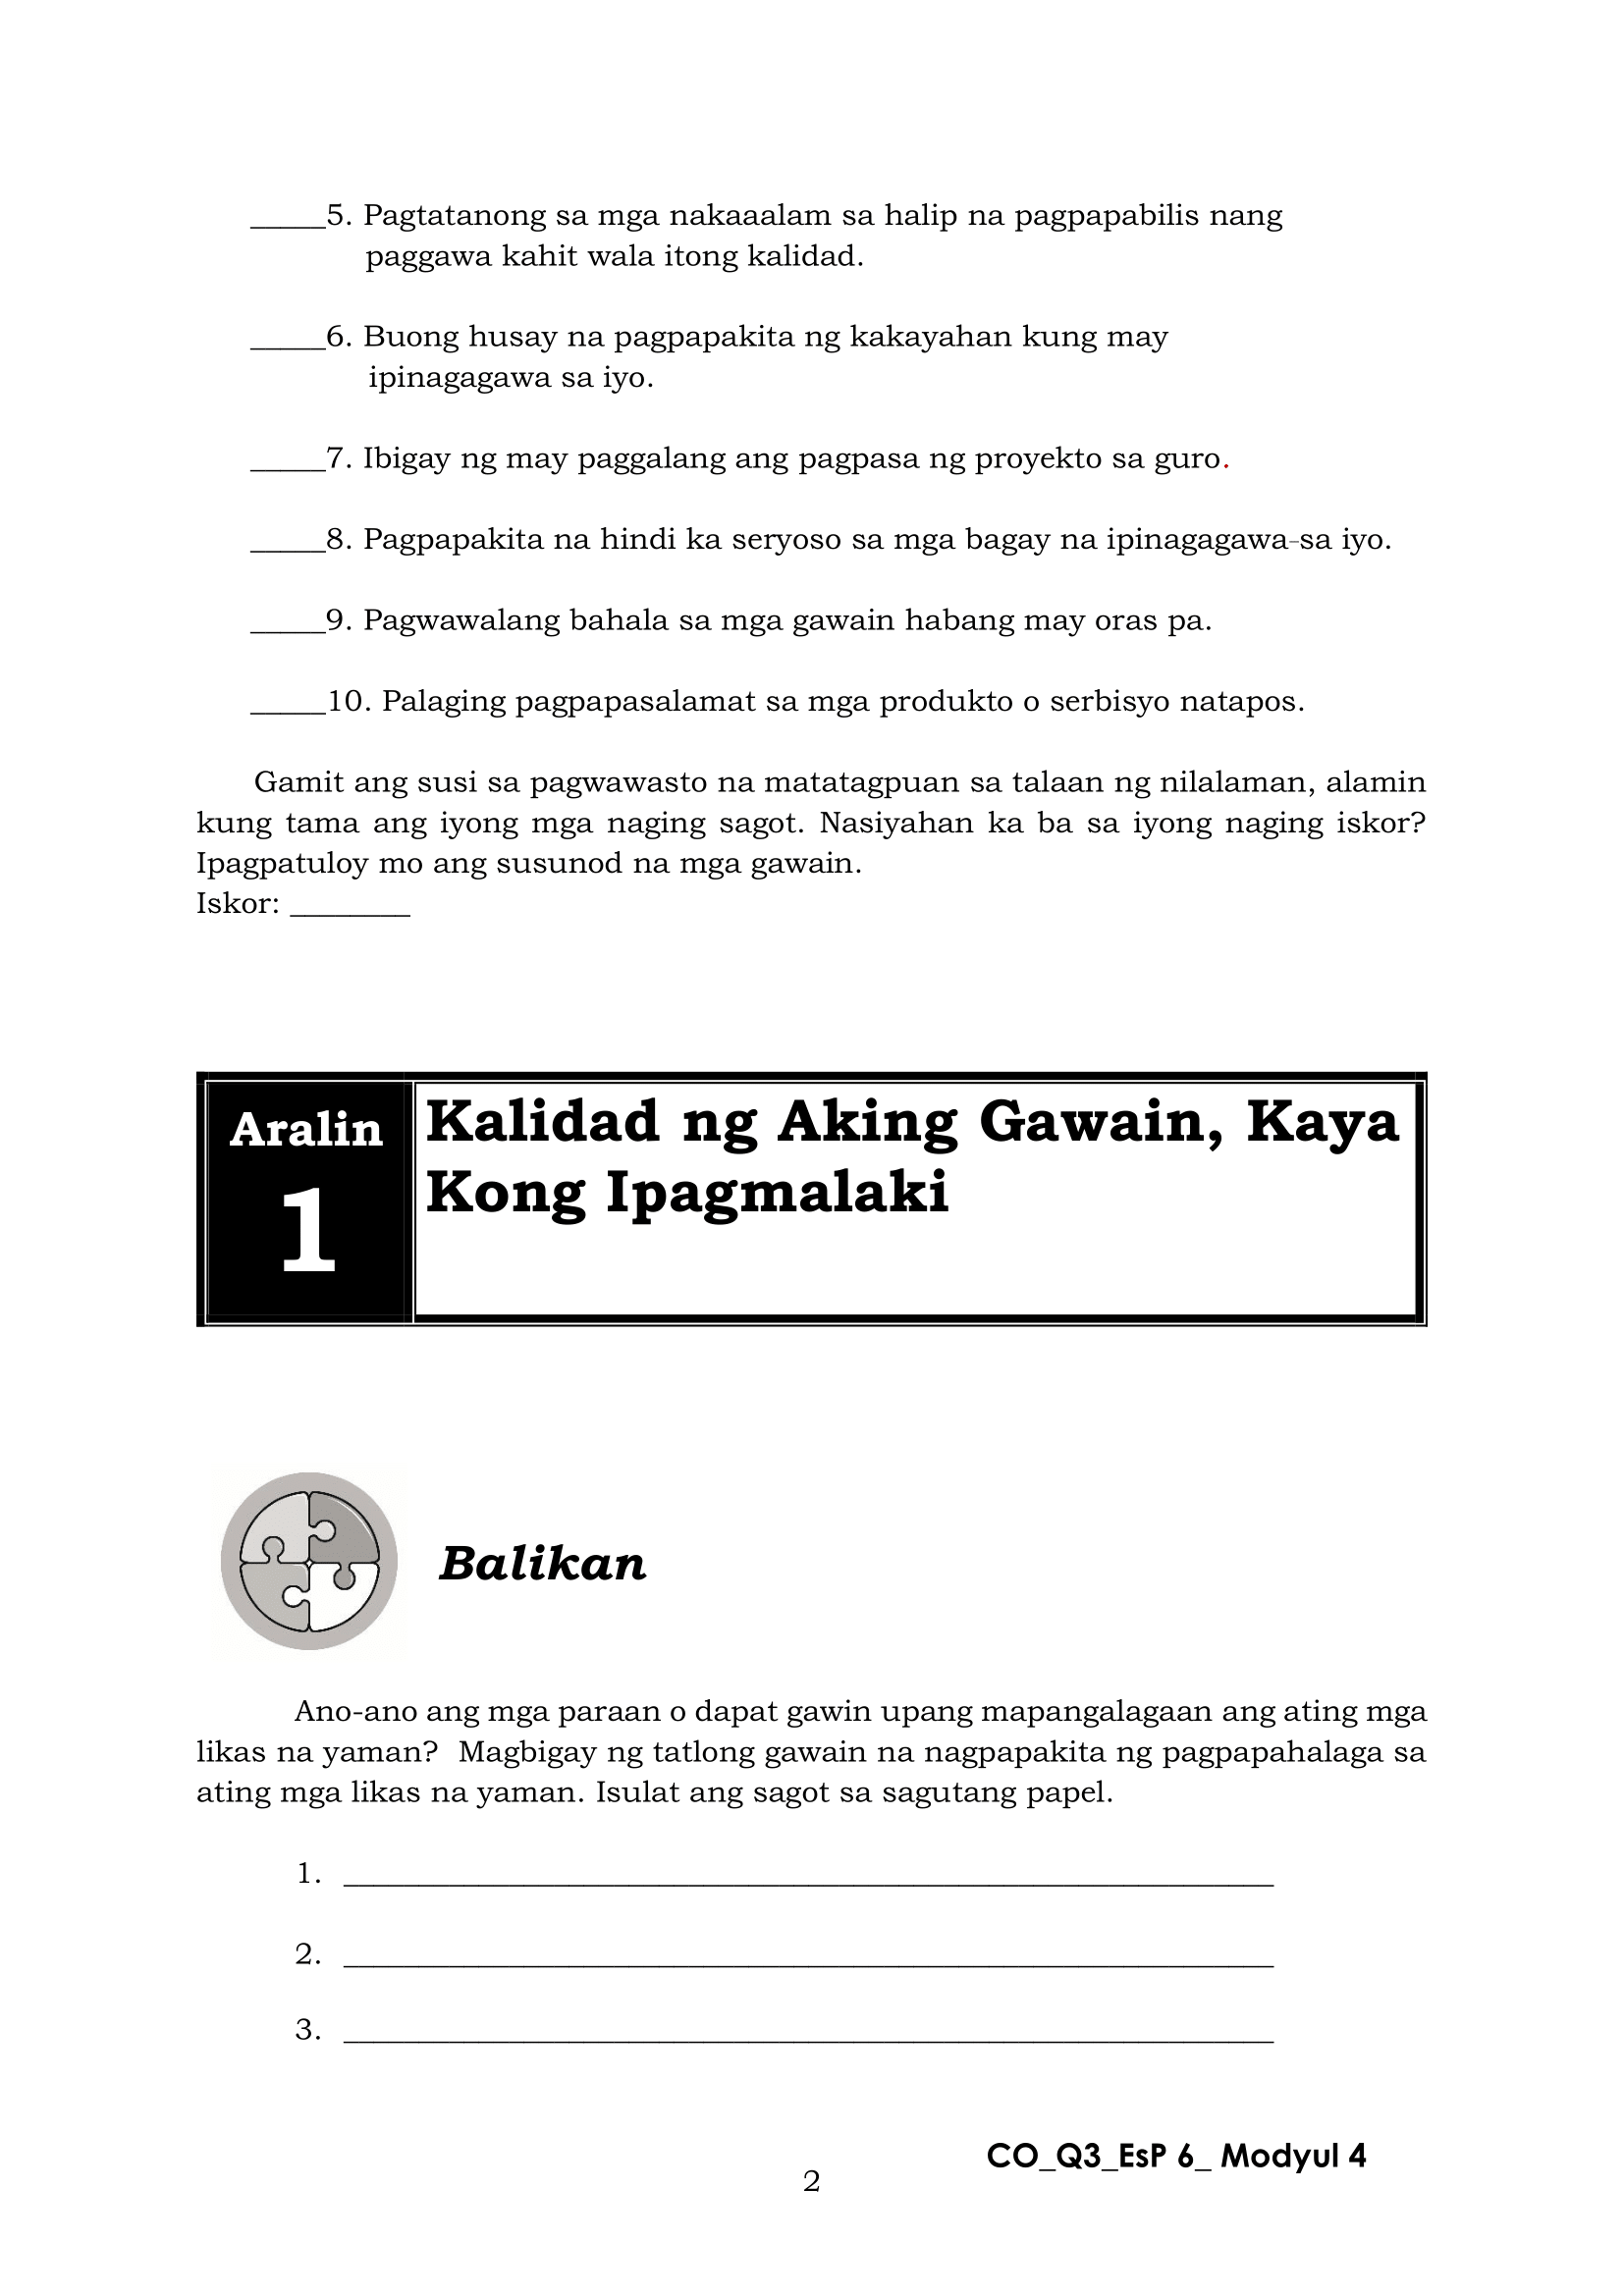 _____5. Pagtatanong sa mga nakaaalam sa halip na pagpapabilis nang
paggawa kahit wala itong kalidad.
_____6. Buong husay na pagpapakita ng kakayahan kung may
ipinagagawa sa iyo.
_____7. Ibigay ng may paggalang ang pagpasa ng proyekto sa guro.
_____8. Pagpapakita na hindi ka seryoso sa mga bagay na ipinagagawa-sa iyo.
_____9. Pagwawalang bahala sa mga gawain habang may oras pa.
_____10. Palaging pagpapasalamat sa mga produkto o serbisyo natapos.
Gamit ang susi sa pagwawasto na matatagpuan sa talaan ng nilalaman, alamin
kung tama ang iyong mga naging sagot. Nasiyahan ka ba sa iyong naging iskor?
Ipagpatuloy mo ang susunod na mga gawain.
Iskor: ________
Aralin
1
Kalidad ng Aking Gawain, Kaya
Kong Ipagmalaki
Balikan
Ano-ano ang mga paraan o dapat gawin upang mapangalagaan ang ating mga
likas na yaman?  Magbigay ng tatlong gawain na nagpapakita ng pagpapahalaga sa
ating mga likas na yaman. Isulat ang sagot sa sagutang papel.
1. ______________________________________________________________
2. ______________________________________________________________
3. ______________________________________________________________
CO_Q3_EsP 6_ Modyul 4
2